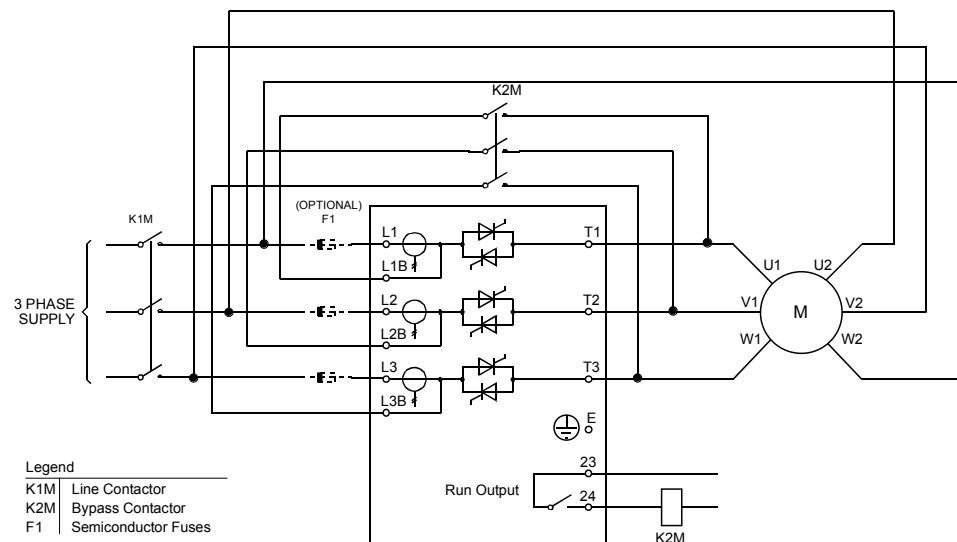 K2M
(OPTIONAL)
F1
K1M
L1
T1
L1B
U1
U2
3 PHASE
SUPPLY
L2
T2
L2B
V1
M
V2
W1
W2
L3
T3
L3B
E
23
Run Output
24
K2M
Legend
K1M Line Contactor
K2M Bypass Contactor
F1 Semiconductor Fuses